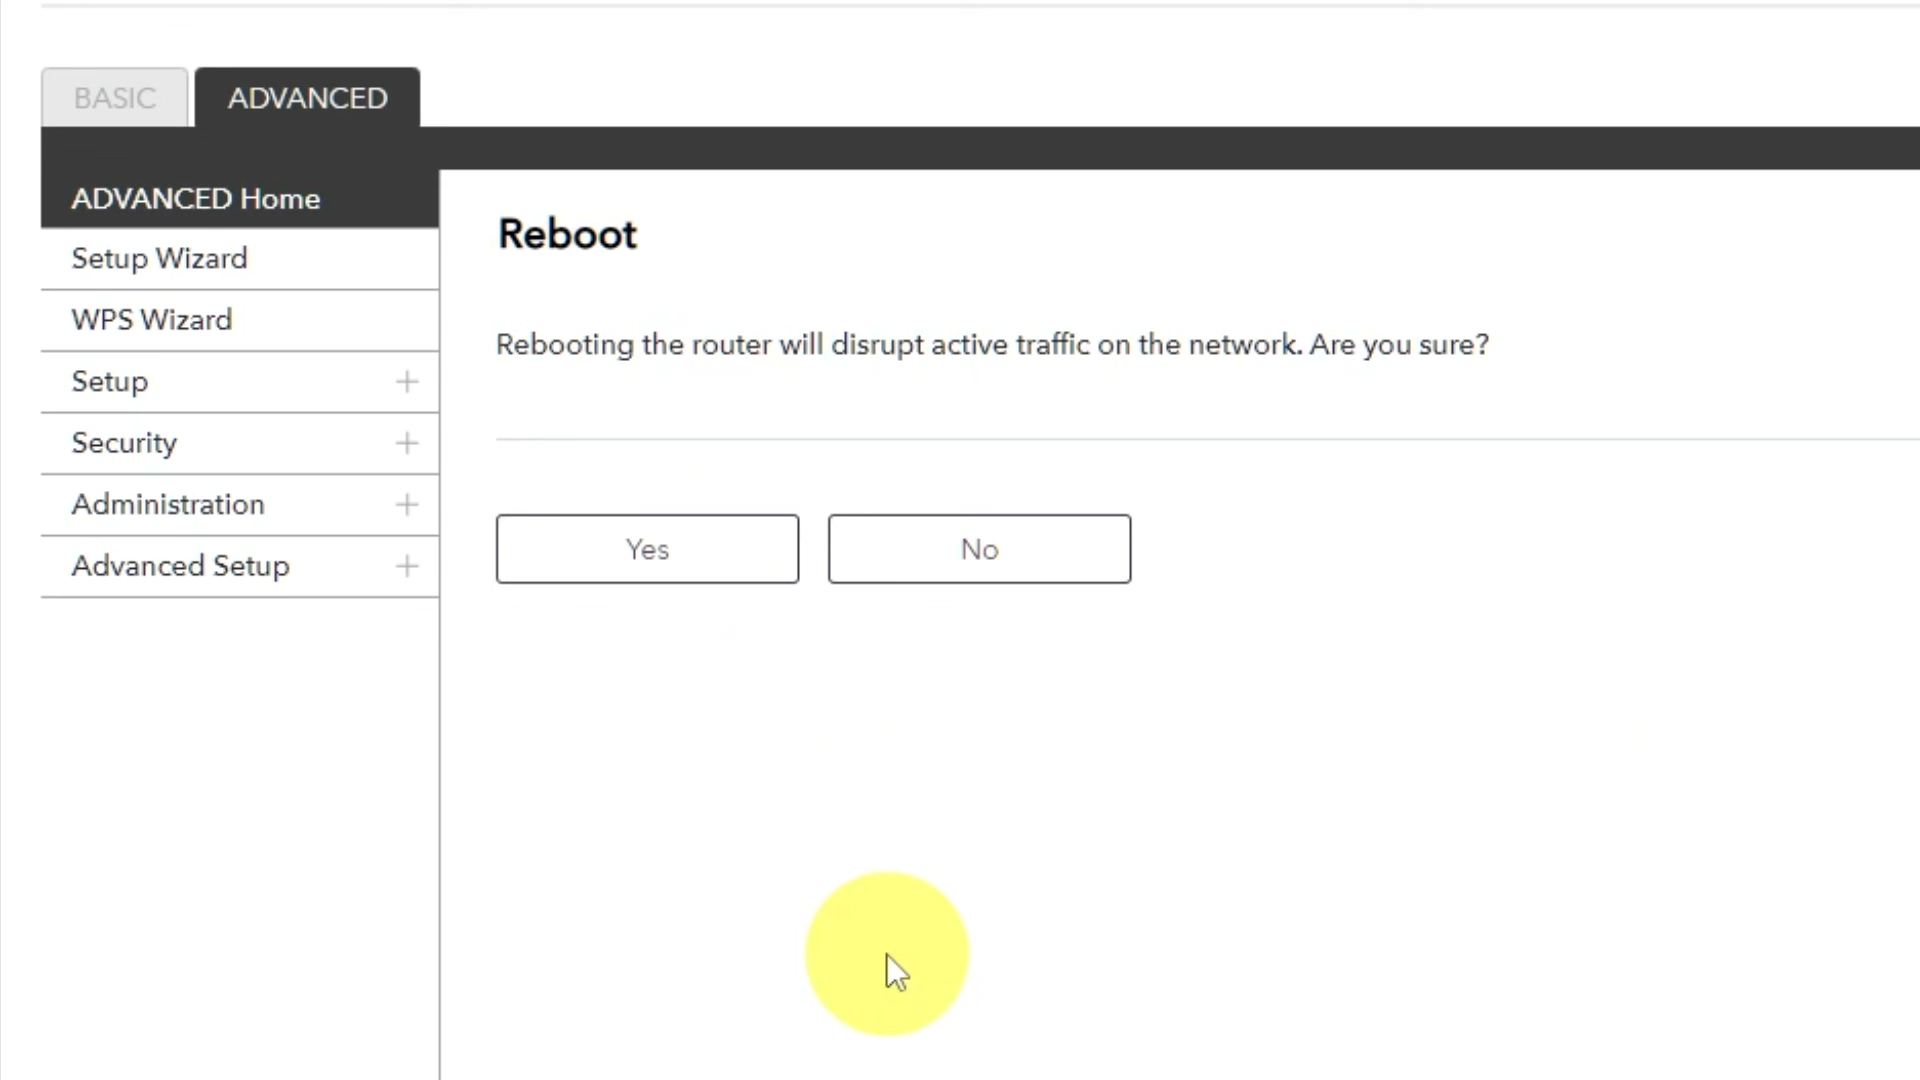 BASIC
ADVANCED
ADVANCED Home
Setup Wizard
WPS Wizard
Setup +
Security +
Administration +
Advanced Setup +
Reboot
Rebooting the router will disrupt active traffic on the network. Are you sure?
Yes
No